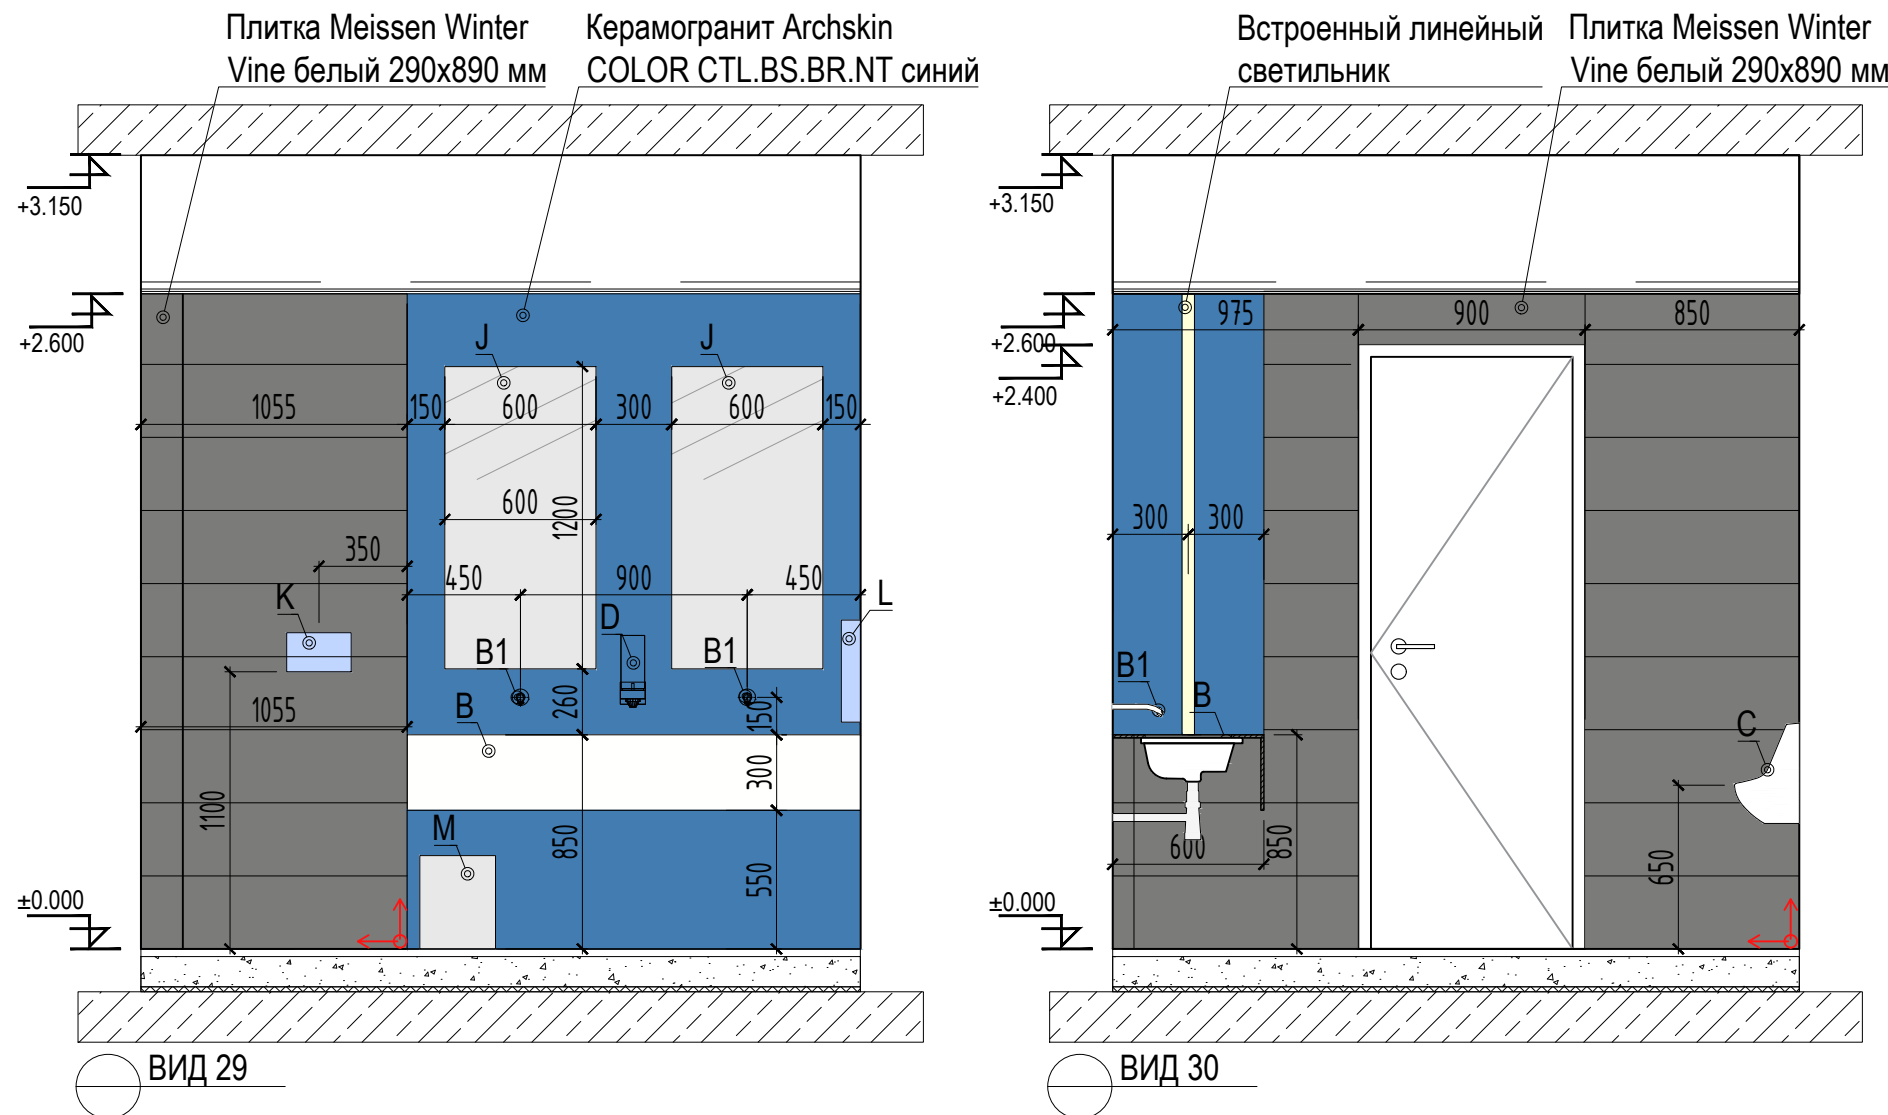 Плитка Meissen Winter
Vine белый 290x890 мм
Керамогранит Archskin
COLOR CTL.BS.BR.NT синий
+3.150
+2.600
J
J
1055
150
600
300
600
150
600
1200
350
450
900
450
K
L
D
B1
B1
260
150
1055
B
300
1100
M
850
550
±0.000
ВИД 29
Встроенный линейный
светильник
Плитка Meissen Winter
Vine белый 290x890 мм
+3.150
+2.600
+2.400
975
900
850
300
300
B1
B
C
600
850
650
±0.000
ВИД 30